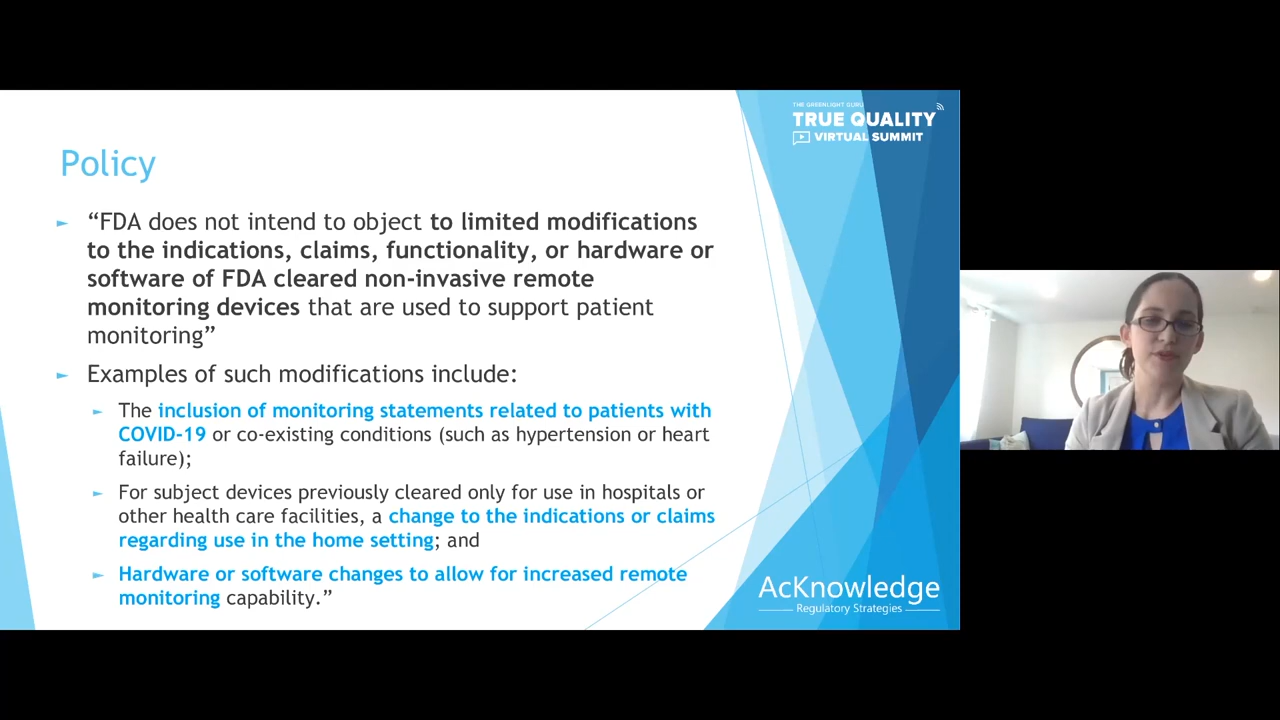 THE GREENLIGHT GURU
TRUE QUALITY
VIRTUAL SUMMIT
Policy
“FDA does not intend to object to limited modifications
to the indications, claims, functionality, or hardware or
software of FDA cleared non-invasive remote
monitoring devices that are used to support patient
monitoring”
Examples of such modifications include:
The inclusion of monitoring statements related to patients with
COVID-19 or co-existing conditions (such as hypertension or heart
failure);
For subject devices previously cleared only for use in hospitals or
other health care facilities, a change to the indications or claims
regarding use in the home setting; and
Hardware or software changes to allow for increased remote
monitoring capability.”
AcKnowledge
Regulatory Strategies